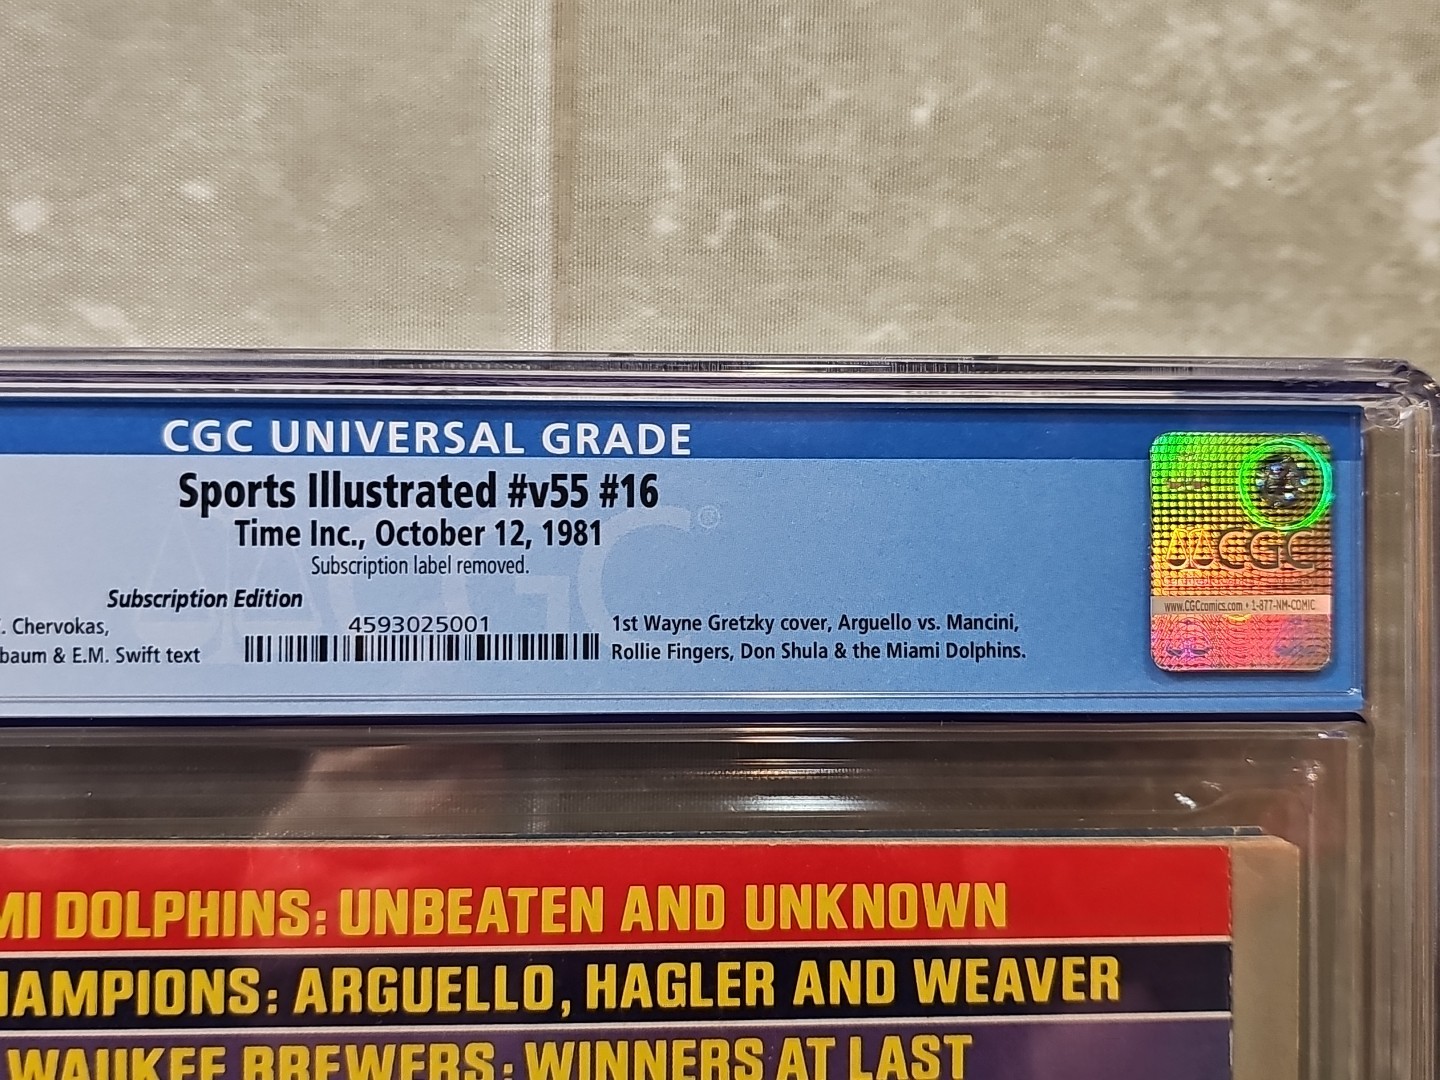 CGC UNIVERSAL GRADE
Sports Illustrated #v55 #16
Time Inc., October 12, 1981
Subscription label removed.
Subscription Edition
Chervokas,
baum & E.M. Swift text
4593025001
1st Wayne Gretzky cover, Arguello vs. Mancini,
Rollie Fingers, Don Shula & the Miami Dolphins.
CGC®
CGC
www.CGCcomics.com • 1-877-NM-COMIC
MI DOLPHINS: UNBEATEN AND UNKNOWN
HAMPIONS: ARGUELLO, HAGLER AND WEAVER
WAUKEE BREWERS: WINNERS AT LAST